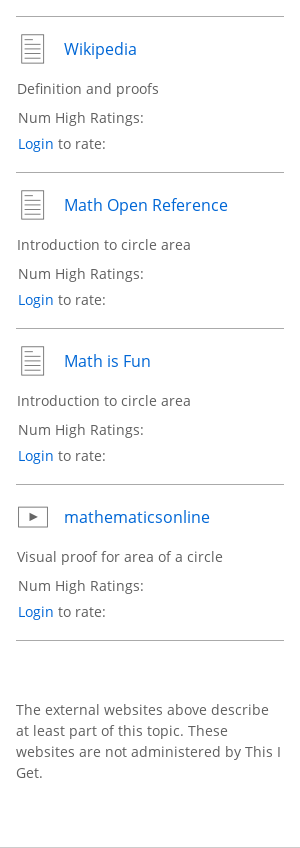 Wikipedia
Definition and proofs
Num High Ratings:
Login to rate:
Math Open Reference
Introduction to circle area
Num High Ratings:
Login to rate:
Math is Fun
Introduction to circle area
Num High Ratings:
Login to rate:
mathematicsonline
Visual proof for area of a circle
Num High Ratings:
Login to rate:
The external websites above describe
at least part of this topic. These
websites are not administered by This I
Get.